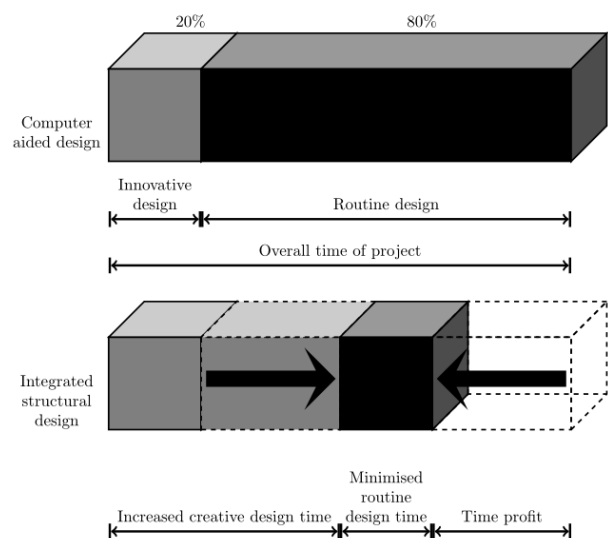 20% 80%
Computer
aided design
Innovative
design
Routine design
Overall time of project
Integrated
structural
design
Minimised
routine
design time
Increased creative design time
Time profit